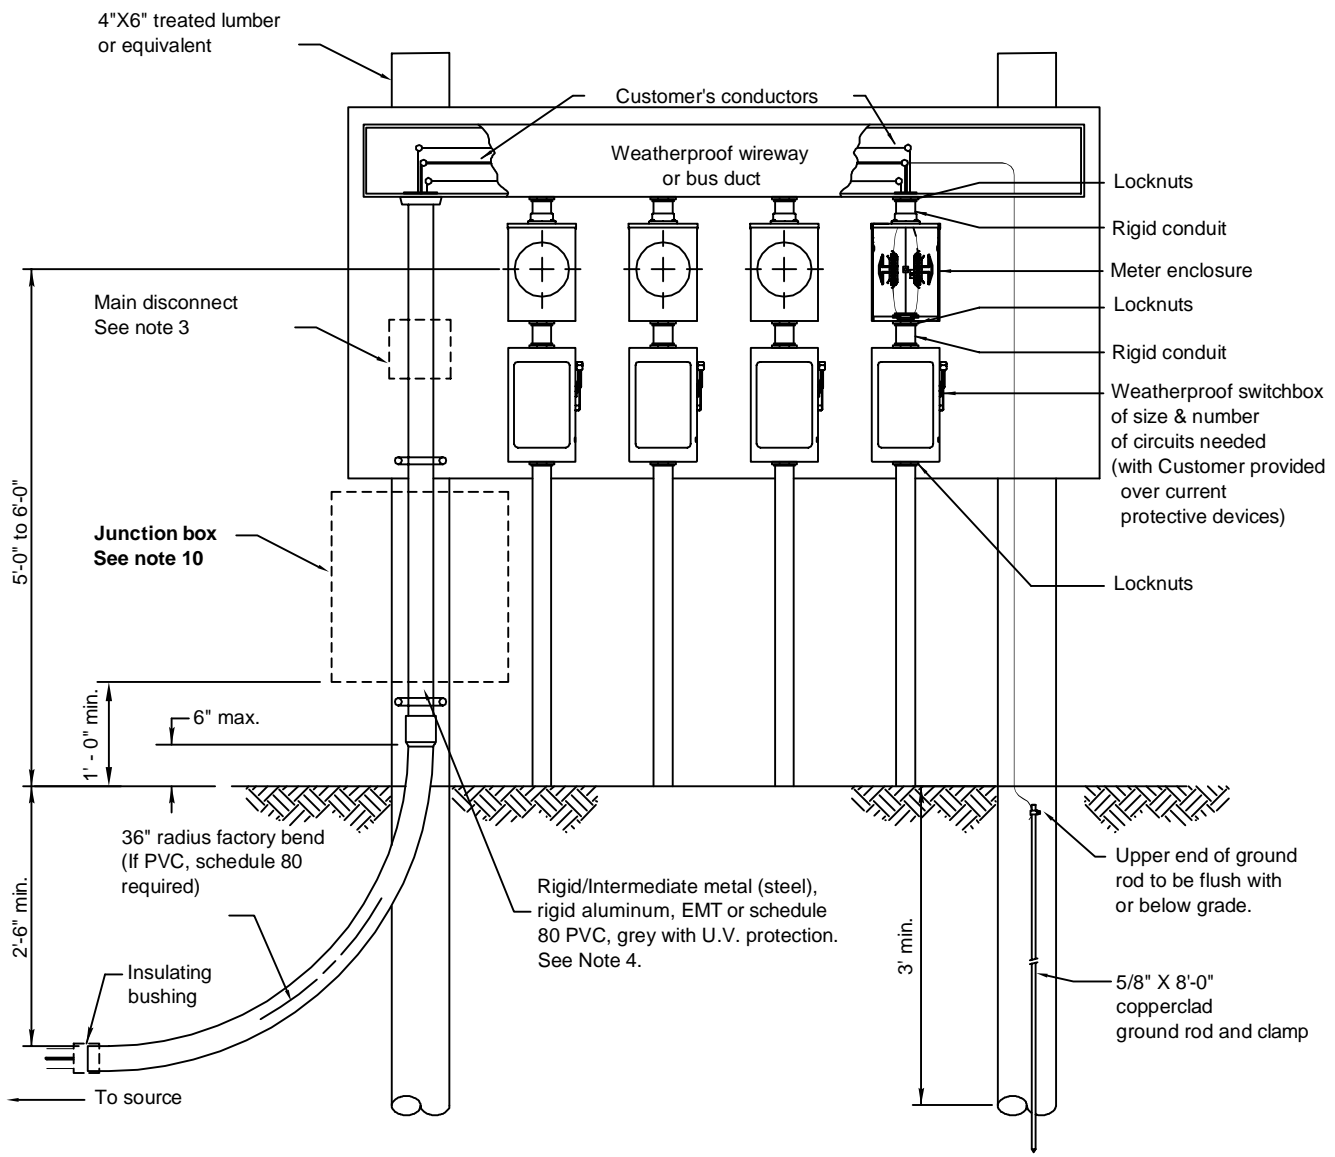 4"X6" treated lumber
or equivalent
Customer's conductors
Weatherproof wireway
or bus duct
Locknuts
Rigid conduit
Meter enclosure
Locknuts
Rigid conduit
Weatherproof switchbox
of size & number
of circuits needed
(with Customer provided
over current
protective devices)
Locknuts
Main disconnect
See note 3
5'-0" to 6'-0"
Junction box
See note 10
1' - 0" min.
6" max.
36" radius factory bend
(If PVC, schedule 80
required)
2'-6" min.
Insulating
bushing
To source
Rigid/Intermediate metal (steel),
rigid aluminum, EMT or schedule
80 PVC, grey with U.V. protection.
See Note 4.
3' min.
Upper end of ground
rod to be flush with
or below grade.
5/8" X 8'-0"
copperclad
ground rod and clamp